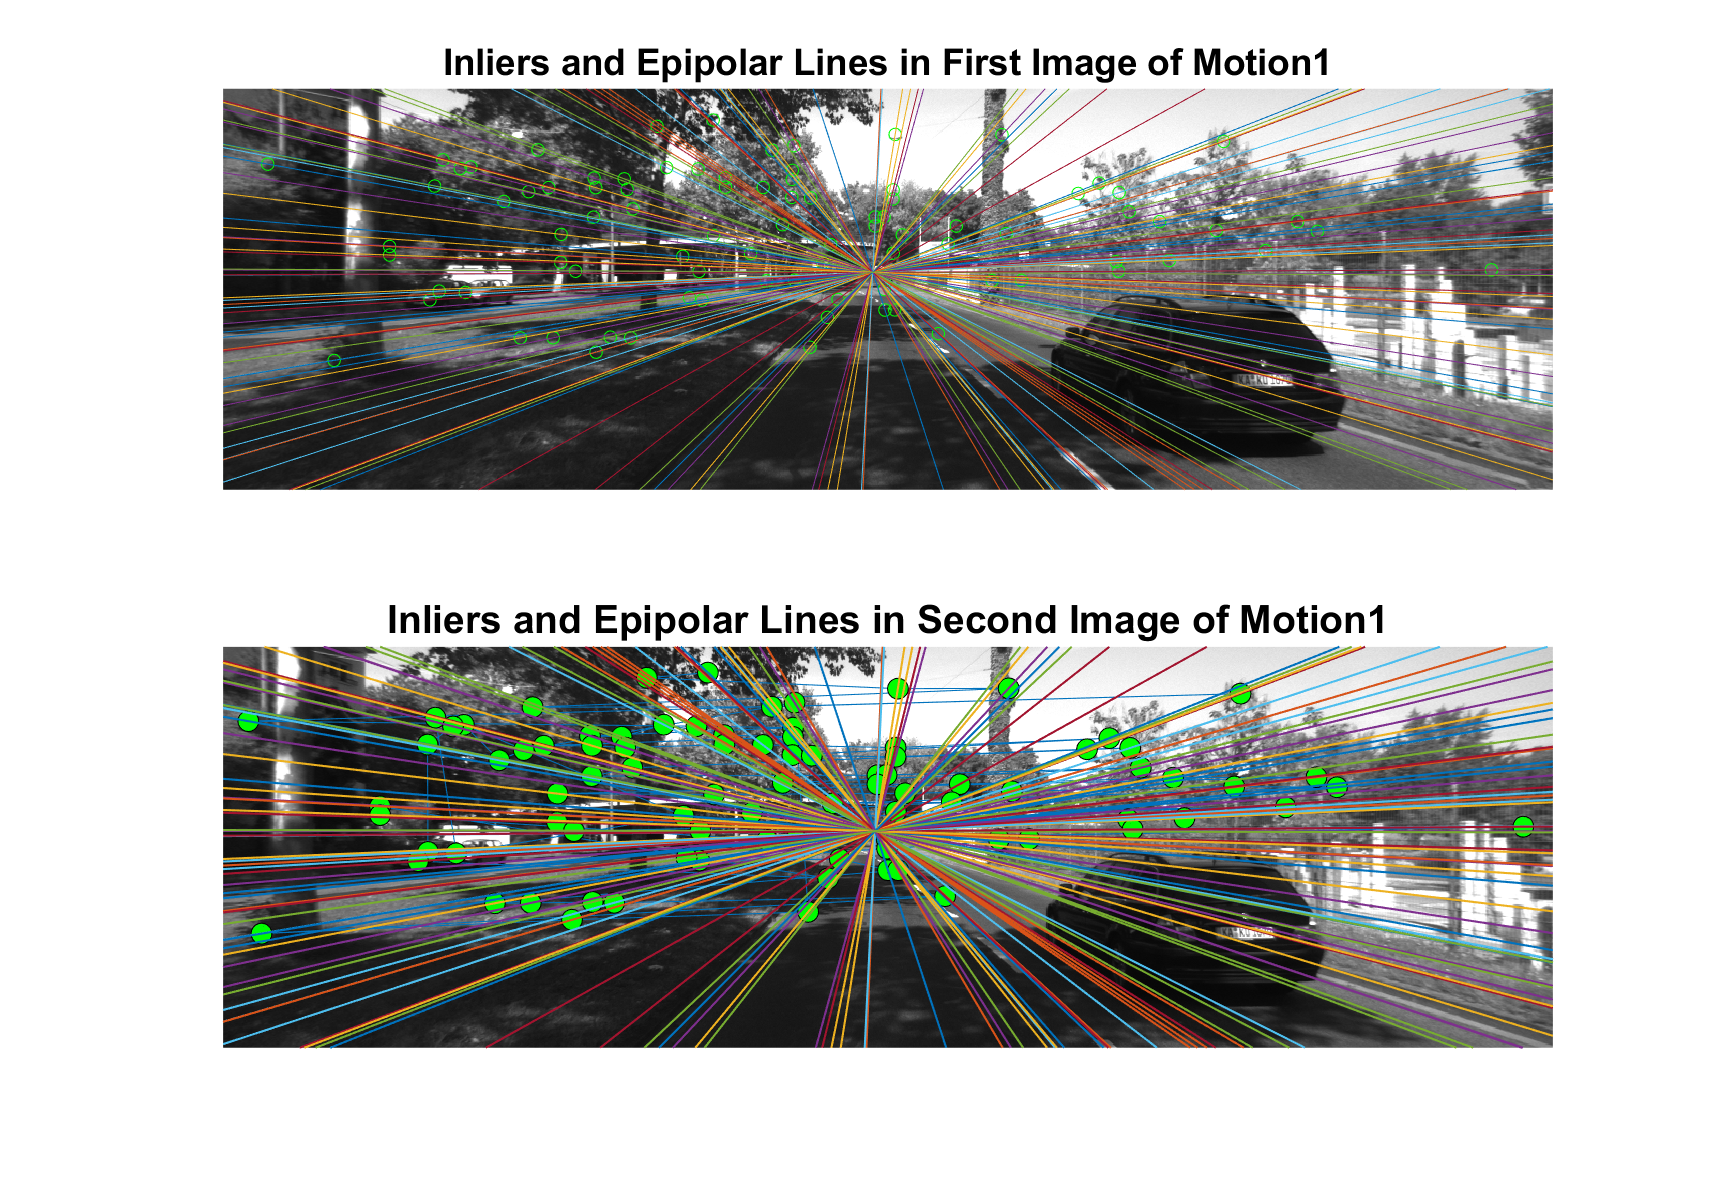 Inliers and Epipolar Lines in First Image of Motion1
Inliers and Epipolar Lines in Second Image of Motion1